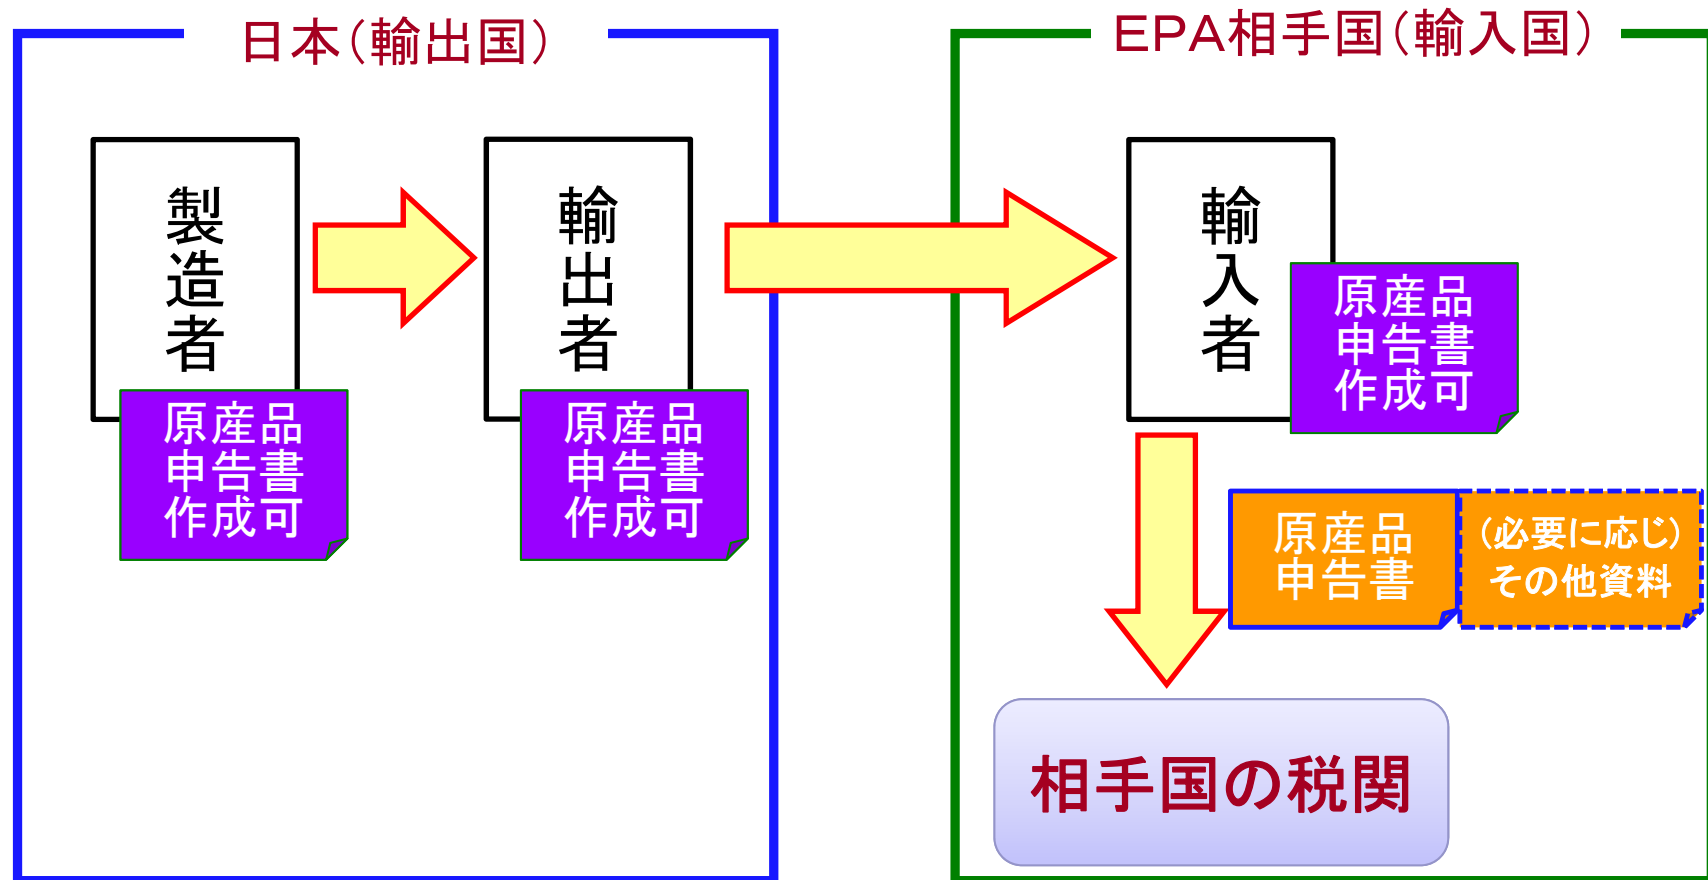 日本（輸出国）
EPA相手国（輸入国）
製造者
輸出者
輸入者
原産品
申告書
作成可
原産品
申告書
作成可
原産品
申告書
作成可
原産品
申告書
（必要に応じ）
その他資料
相手国の税関